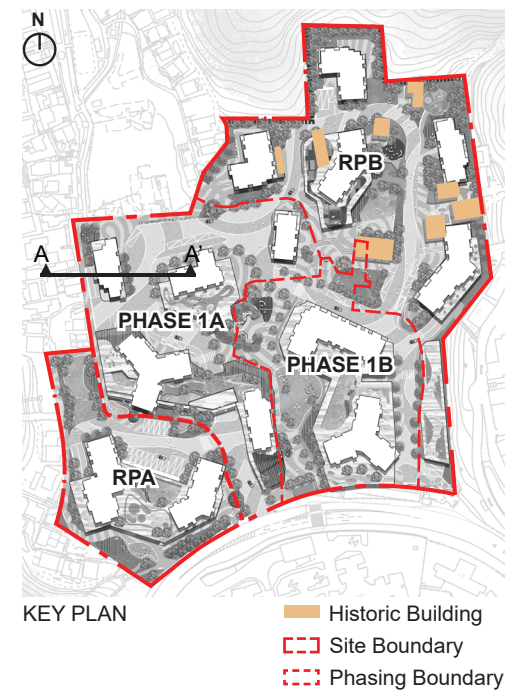 N
RPB
A A'
PHASE 1A
PHASE 1B
RPA
KEY PLAN
Historic Building
Site Boundary
Phasing Boundary